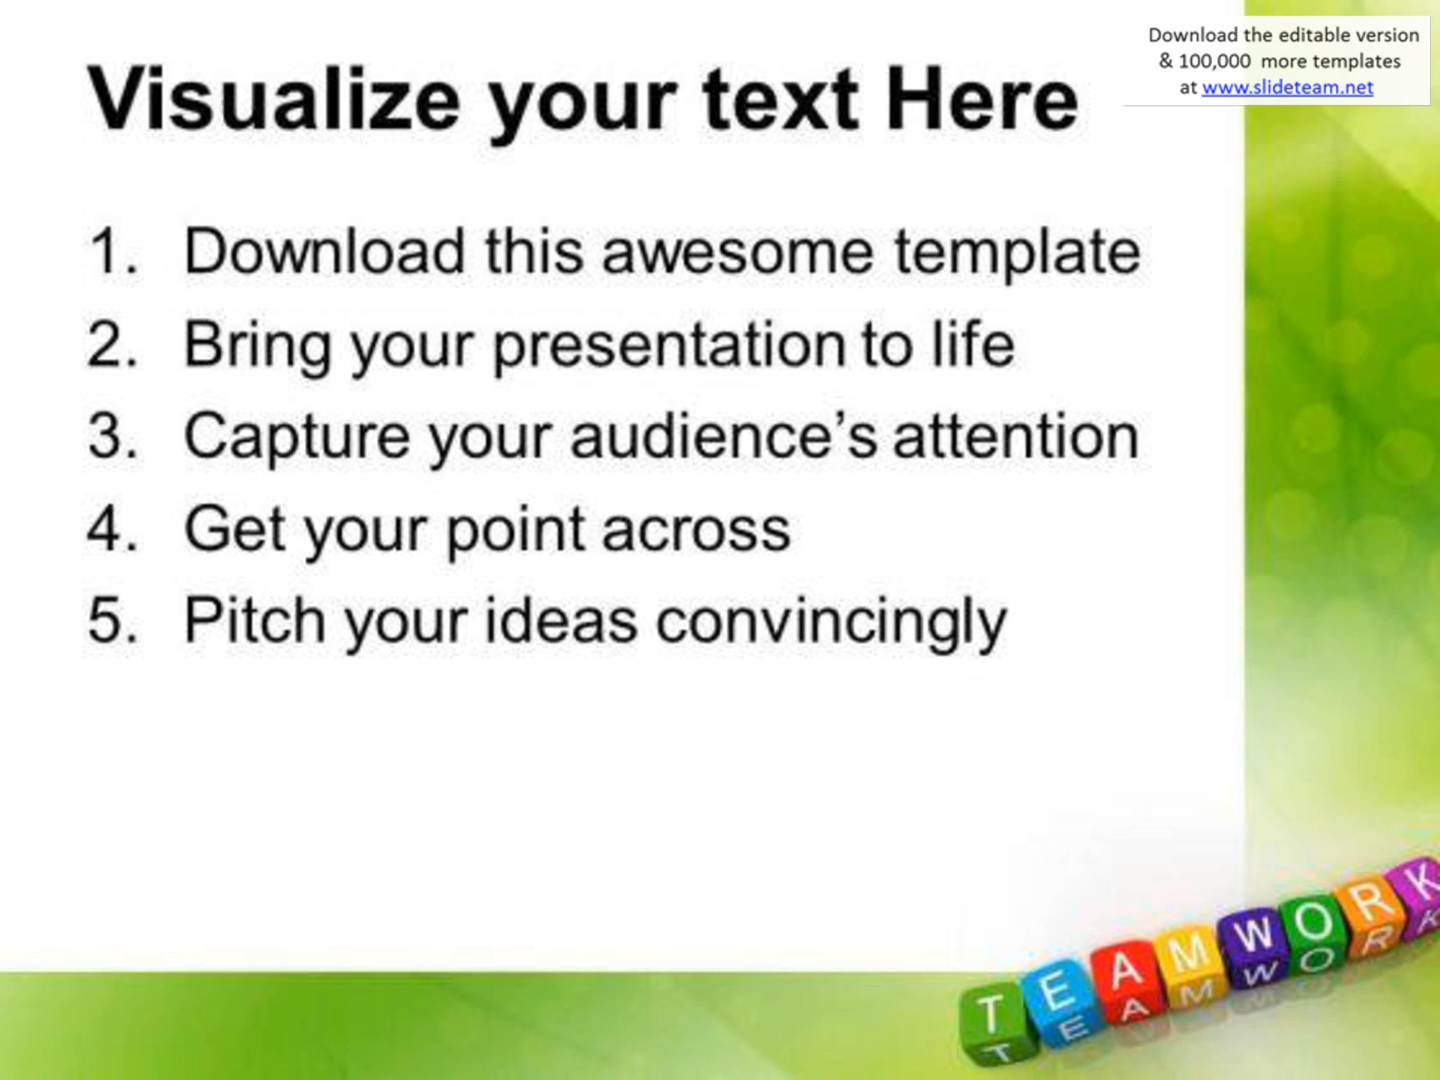 Download the editable version
& 100,000 more templates
at www.slideteam.net
Visualize your text Here
1. Download this awesome template
2. Bring your presentation to life
3. Capture your audience’s attention
4. Get your point across
5. Pitch your ideas convincingly
TEAMWORK
TEAMWORK